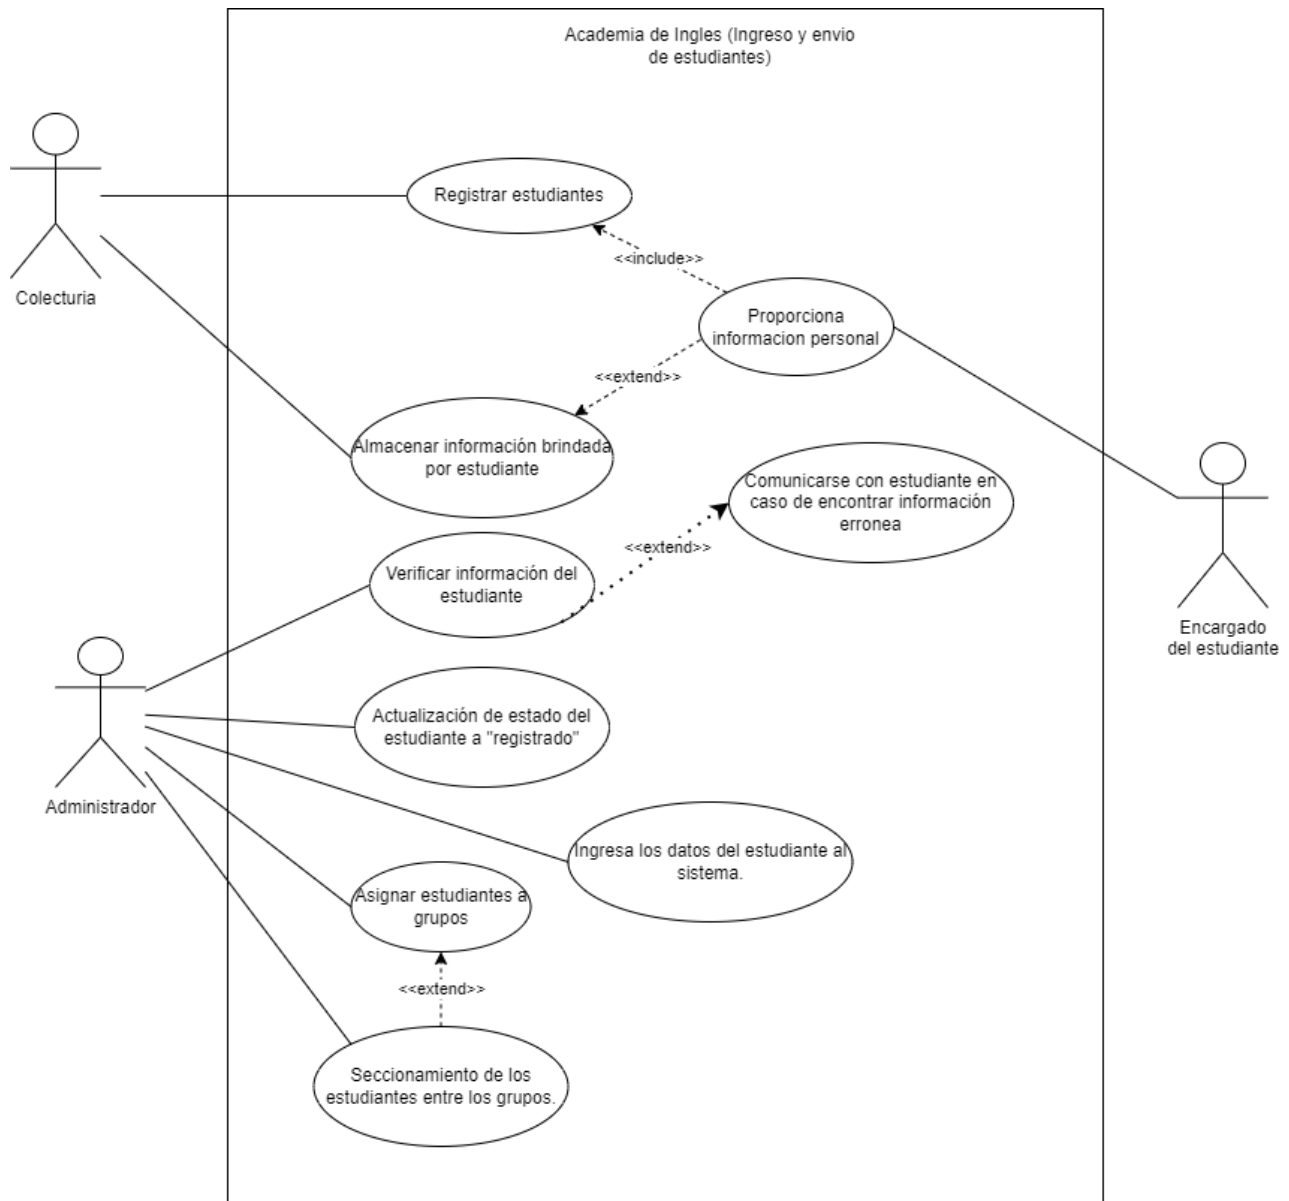 Academia de Ingles (Ingreso y envio
de estudiantes)
Registrar estudiantes
<<include>>
Colecturia
Proporciona
informacion personal
<<extend>>
Almacenar información brindada
por estudiante
Comunicarse con estudiante en
caso de encontrar información
erronea
<<extend>>
Verificar información del
estudiante
Encargado
del estudiante
Actualización de estado del
estudiante a "registrado"
Administrador
Ingresa los datos del estudiante al
sistema.
Asignar estudiantes a
grupos
<<extend>>
Seccionamiento de los
estudiantes entre los grupos.